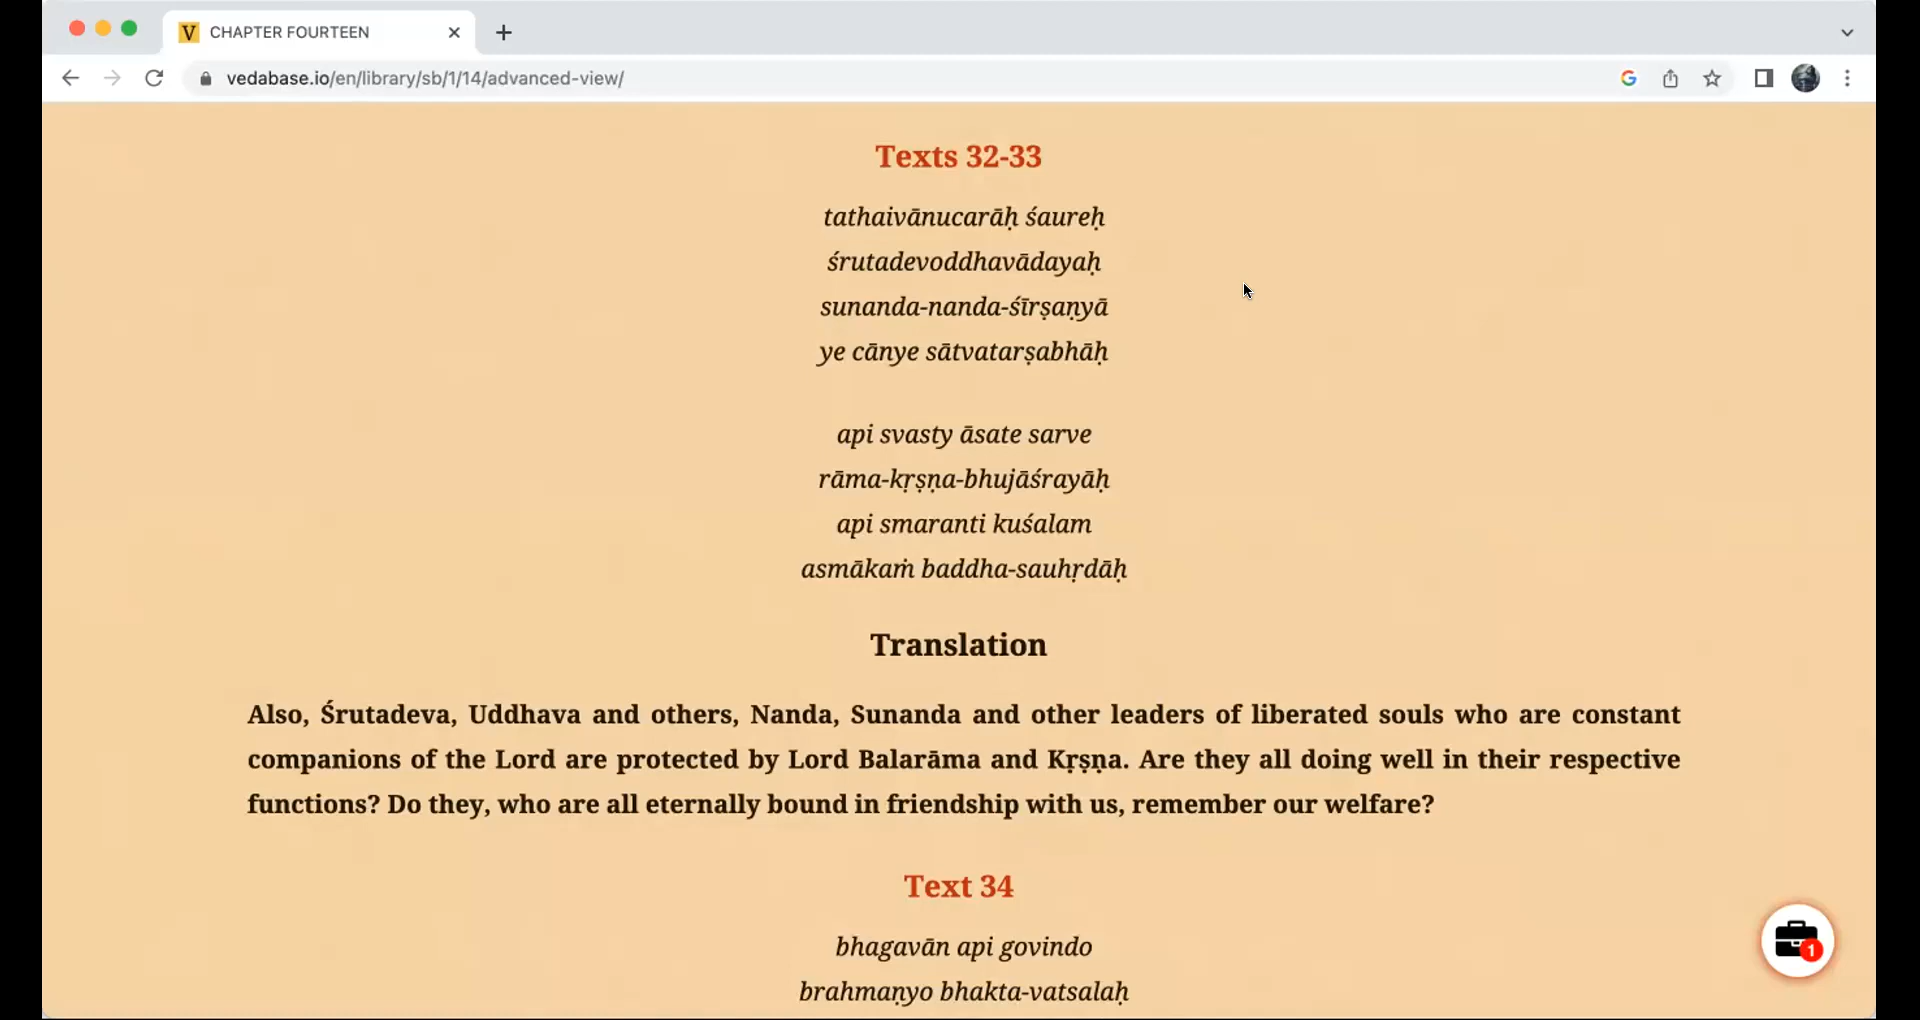 CHAPTER FOURTEEN
vedabase.io/en/library/sb/1/14/advanced-view/
Texts 32-33
tathaivānucarāḥ śaureḥ
śrutadevoddhavādayaḥ
sunanda-nanda-śīrṣaṇyā
ye cānye sātvatarṣabhāḥ
api svasty āsate sarve
rāma-kṛṣṇa-bhujāśrayāḥ
api smaranti kuśalam
asmākaṁ baddha-sauhṛdāḥ
Translation
Also, Śrutadeva, Uddhava and others, Nanda, Sunanda and other leaders of liberated souls who are constant
companions of the Lord are protected by Lord Balarāma and Kṛṣṇa. Are they all doing well in their respective
functions? Do they, who are all eternally bound in friendship with us, remember our welfare?
Text 34
bhagavān api govindo
brahmaṇyo bhakta-vatsalaḥ
1